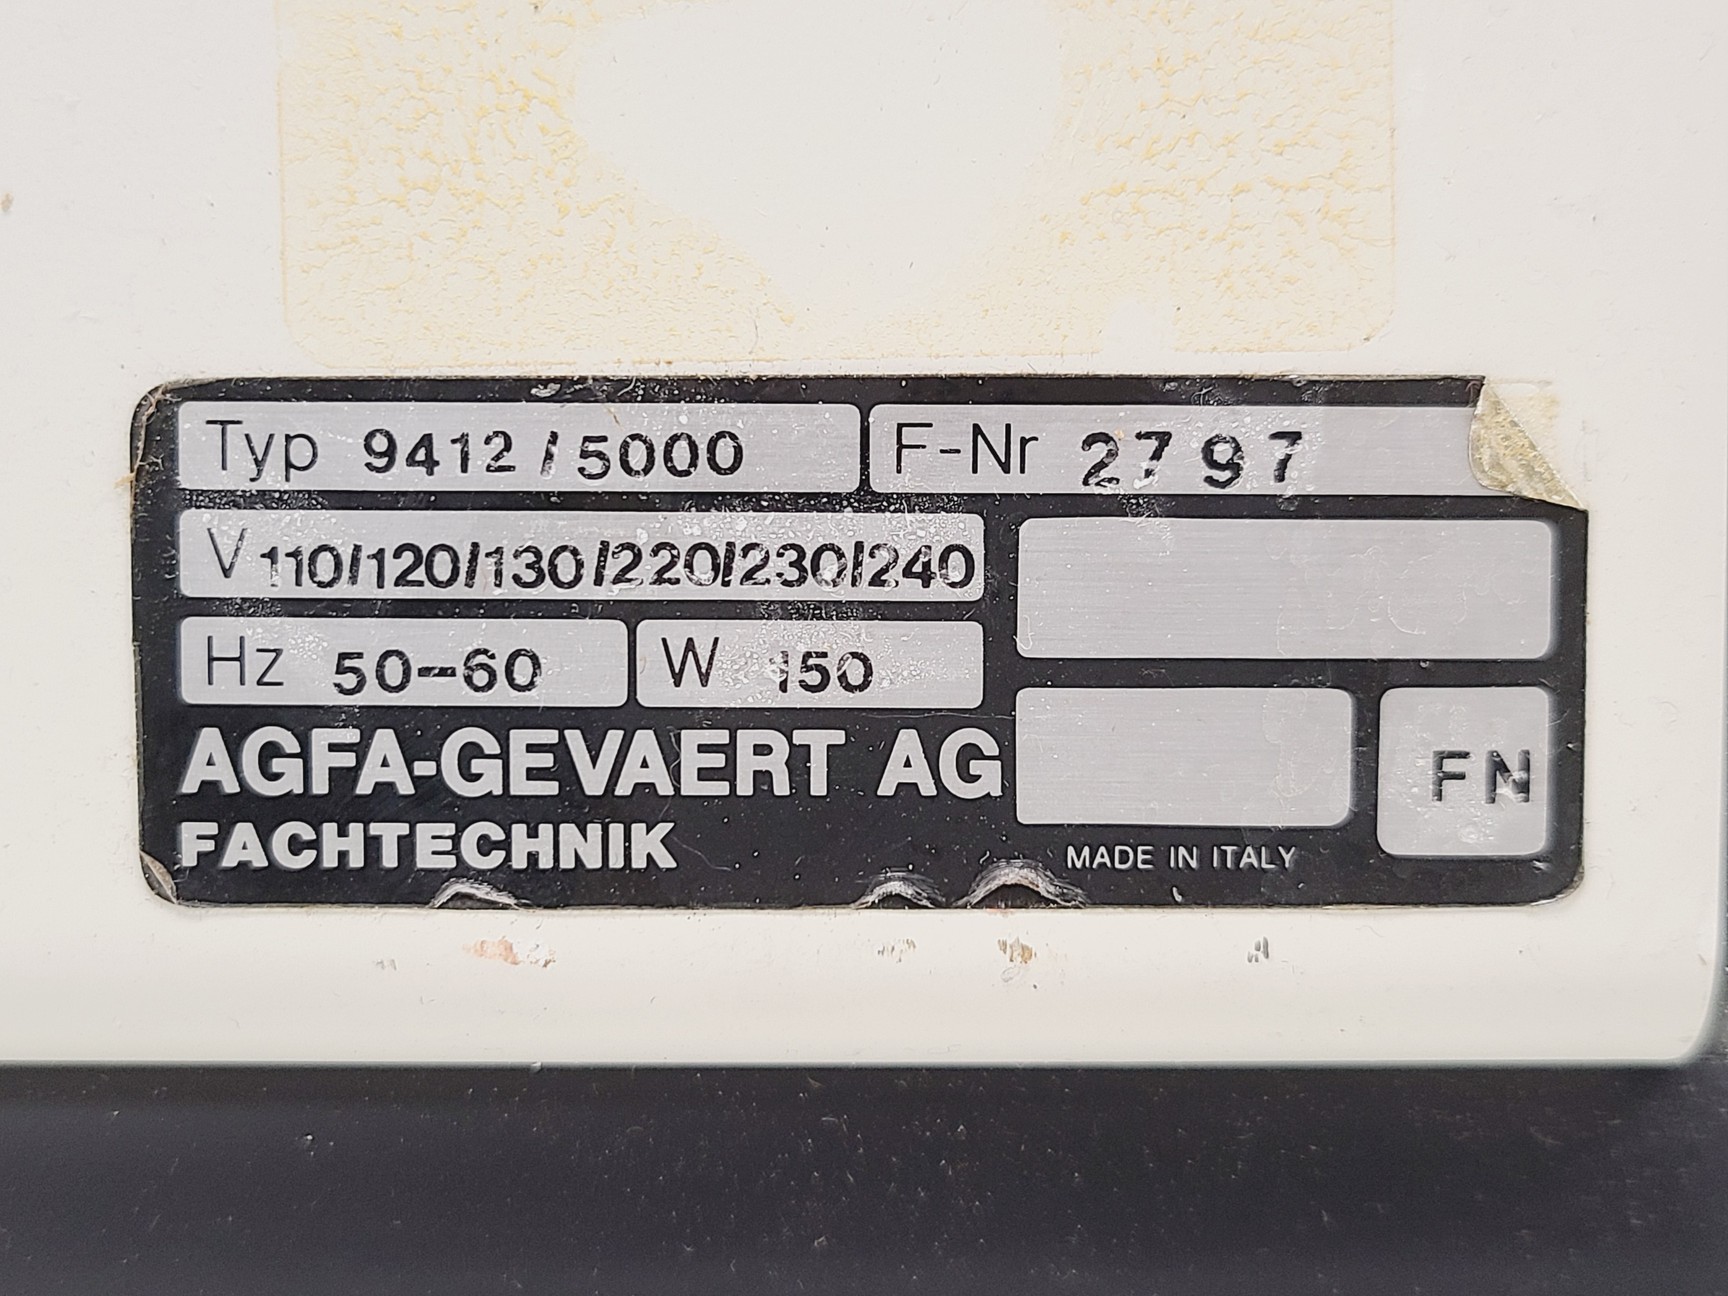 Typ 9412/5000 F-Nr 2797
V 110/120/130/220/230/240
Hz 50-60 W 150
AGFA-GEVAERT AG
FACHTECHNIK
FN
MADE IN ITALY